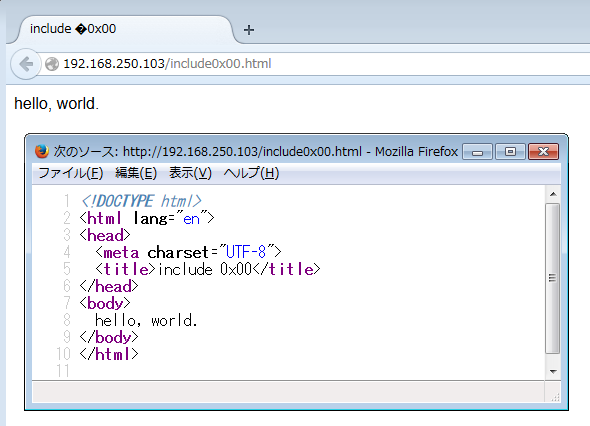 include �0x00
192.168.250.103/include0x00.html
hello, world.
次のソース: http://192.168.250.103/include0x00.html - Mozilla Firefox
ファイル(F) 編集(E) 表示(V) ヘルプ(H)
1 <!DOCTYPE html>
2 <html lang="en">
3 <head>
4 <meta charset="UTF-8">
5 <title>include 0x00</title>
6 </head>
7 <body>
8 hello, world.
9 </body>
10 </html>
11